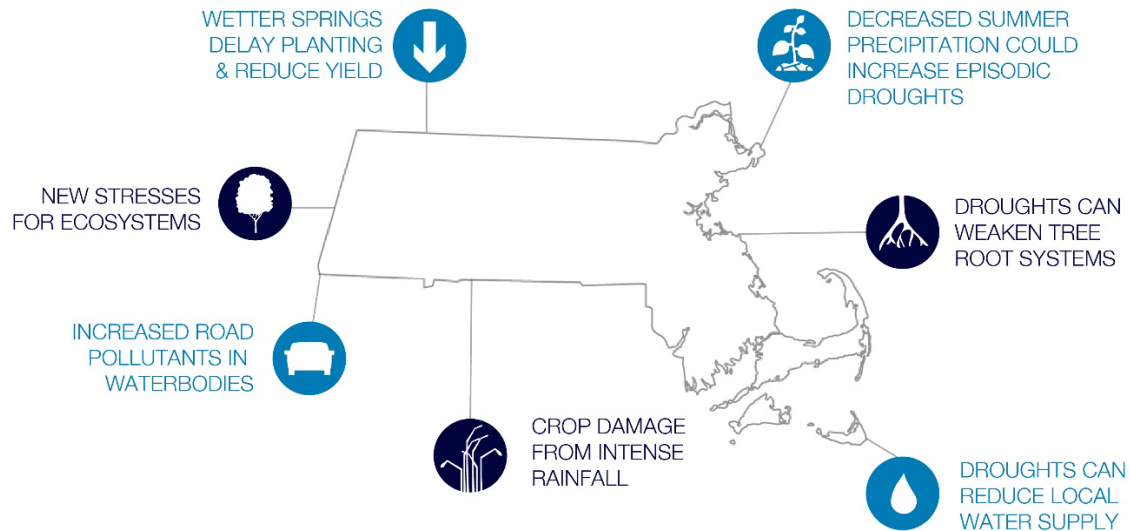 WETTER SPRINGS
DELAY PLANTING
& REDUCE YIELD
DECREASED SUMMER
PRECIPITATION COULD
INCREASE EPISODIC
DROUGHTS
NEW STRESSES
FOR ECOSYSTEMS
DROUGHTS CAN
WEAKEN TREE
ROOT SYSTEMS
INCREASED ROAD
POLLUTANTS IN
WATERBODIES
CROP DAMAGE
FROM INTENSE
RAINFALL
DROUGHTS CAN
REDUCE LOCAL
WATER SUPPLY